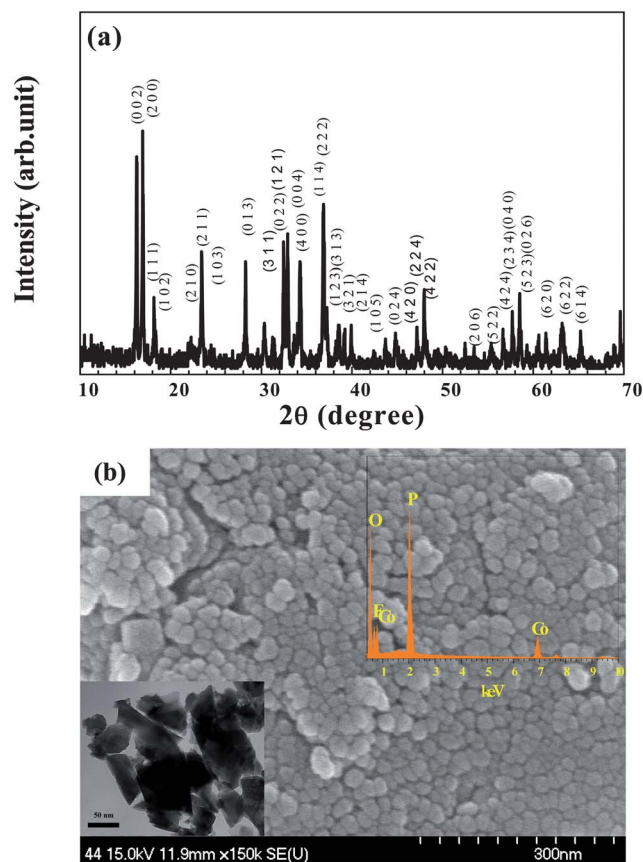 (a)
Intensity (arb.unit)
(0 0 2)
(2 0 0)
(1 1 1)
(1 0 2)
(2 1 0)
(2 1 1)
(1 0 3)
(0 1 3)
(3 1 1)
(0 2 2)
(1 2 1)
(0 0 4)
(4 0 0)
(1 1 4)
(2 2 2)
(1 2 3)
(3 1 3)
(3 2 1)
(2 1 4)
(1 0 5)
(0 2 4)
(4 2 0)
(2 2 4)
(4 2 2)
(2 0 6)
(5 2 2)
(4 2 4)
(2 3 4)
(0 4 0)
(5 2 3)
(0 2 6)
(6 2 0)
(6 2 2)
(6 1 4)
10 20 30 40 50 60 70
2θ (degree)
(b)
P
O
F
Co
Co
1 2 3 4 5 6 7 8 9 10
keV
50 nm
44 15.0kV 11.9mm x150k SE(U) 300nm